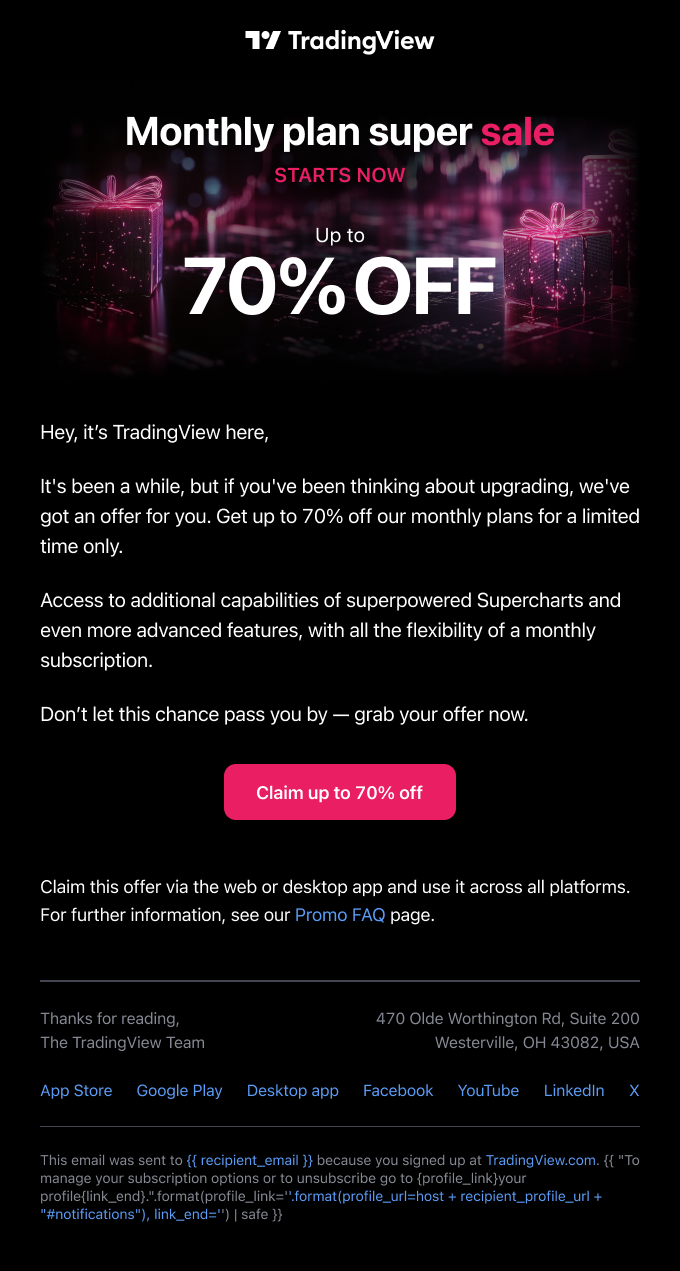 TradingView
Monthly plan super sale
STARTS NOW
Up to
70% OFF
Hey, it’s TradingView here,
It's been a while, but if you've been thinking about upgrading, we've
got an offer for you. Get up to 70% off our monthly plans for a limited
time only.
Access to additional capabilities of superpowered Supercharts and
even more advanced features, with all the flexibility of a monthly
subscription.
Don’t let this chance pass you by — grab your offer now.
Claim up to 70% off
Claim this offer via the web or desktop app and use it across all platforms.
For further information, see our Promo FAQ page.
Thanks for reading,
The TradingView Team
470 Olde Worthington Rd, Suite 200
Westerville, OH 43082, USA
App Store Google Play Desktop app Facebook YouTube LinkedIn X
This email was sent to {{ recipient_email }} because you signed up at TradingView.com. {{ "To
manage your subscription options or to unsubscribe go to {profile_link}your
profile{link_end}.".format(profile_link=''.format(profile_url=host + recipient_profile_url +
"#notifications"), link_end='') | safe }}